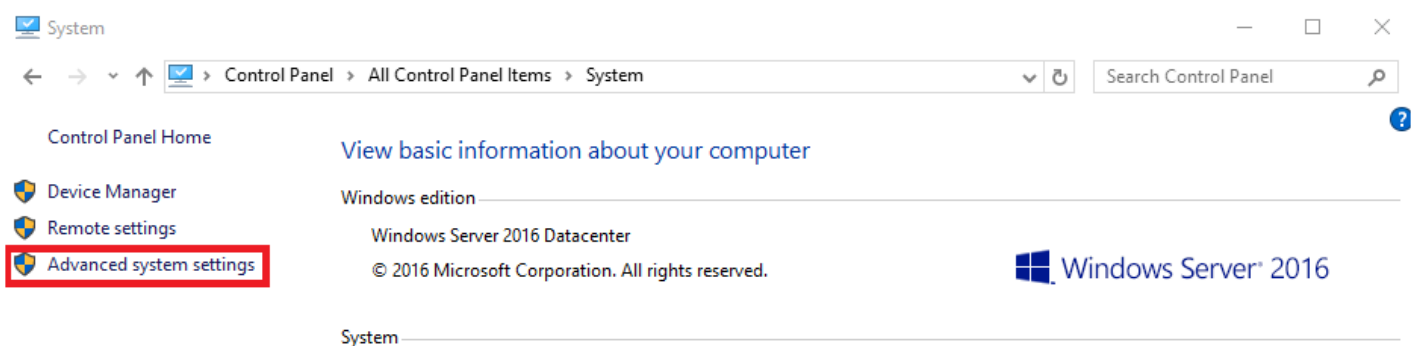 System
Control Panel > All Control Panel Items > System
Search Control Panel
?
Control Panel Home
View basic information about your computer
Device Manager
Windows edition
Remote settings
Windows Server 2016 Datacenter
Advanced system settings
© 2016 Microsoft Corporation. All rights reserved.
Windows Server® 2016
System